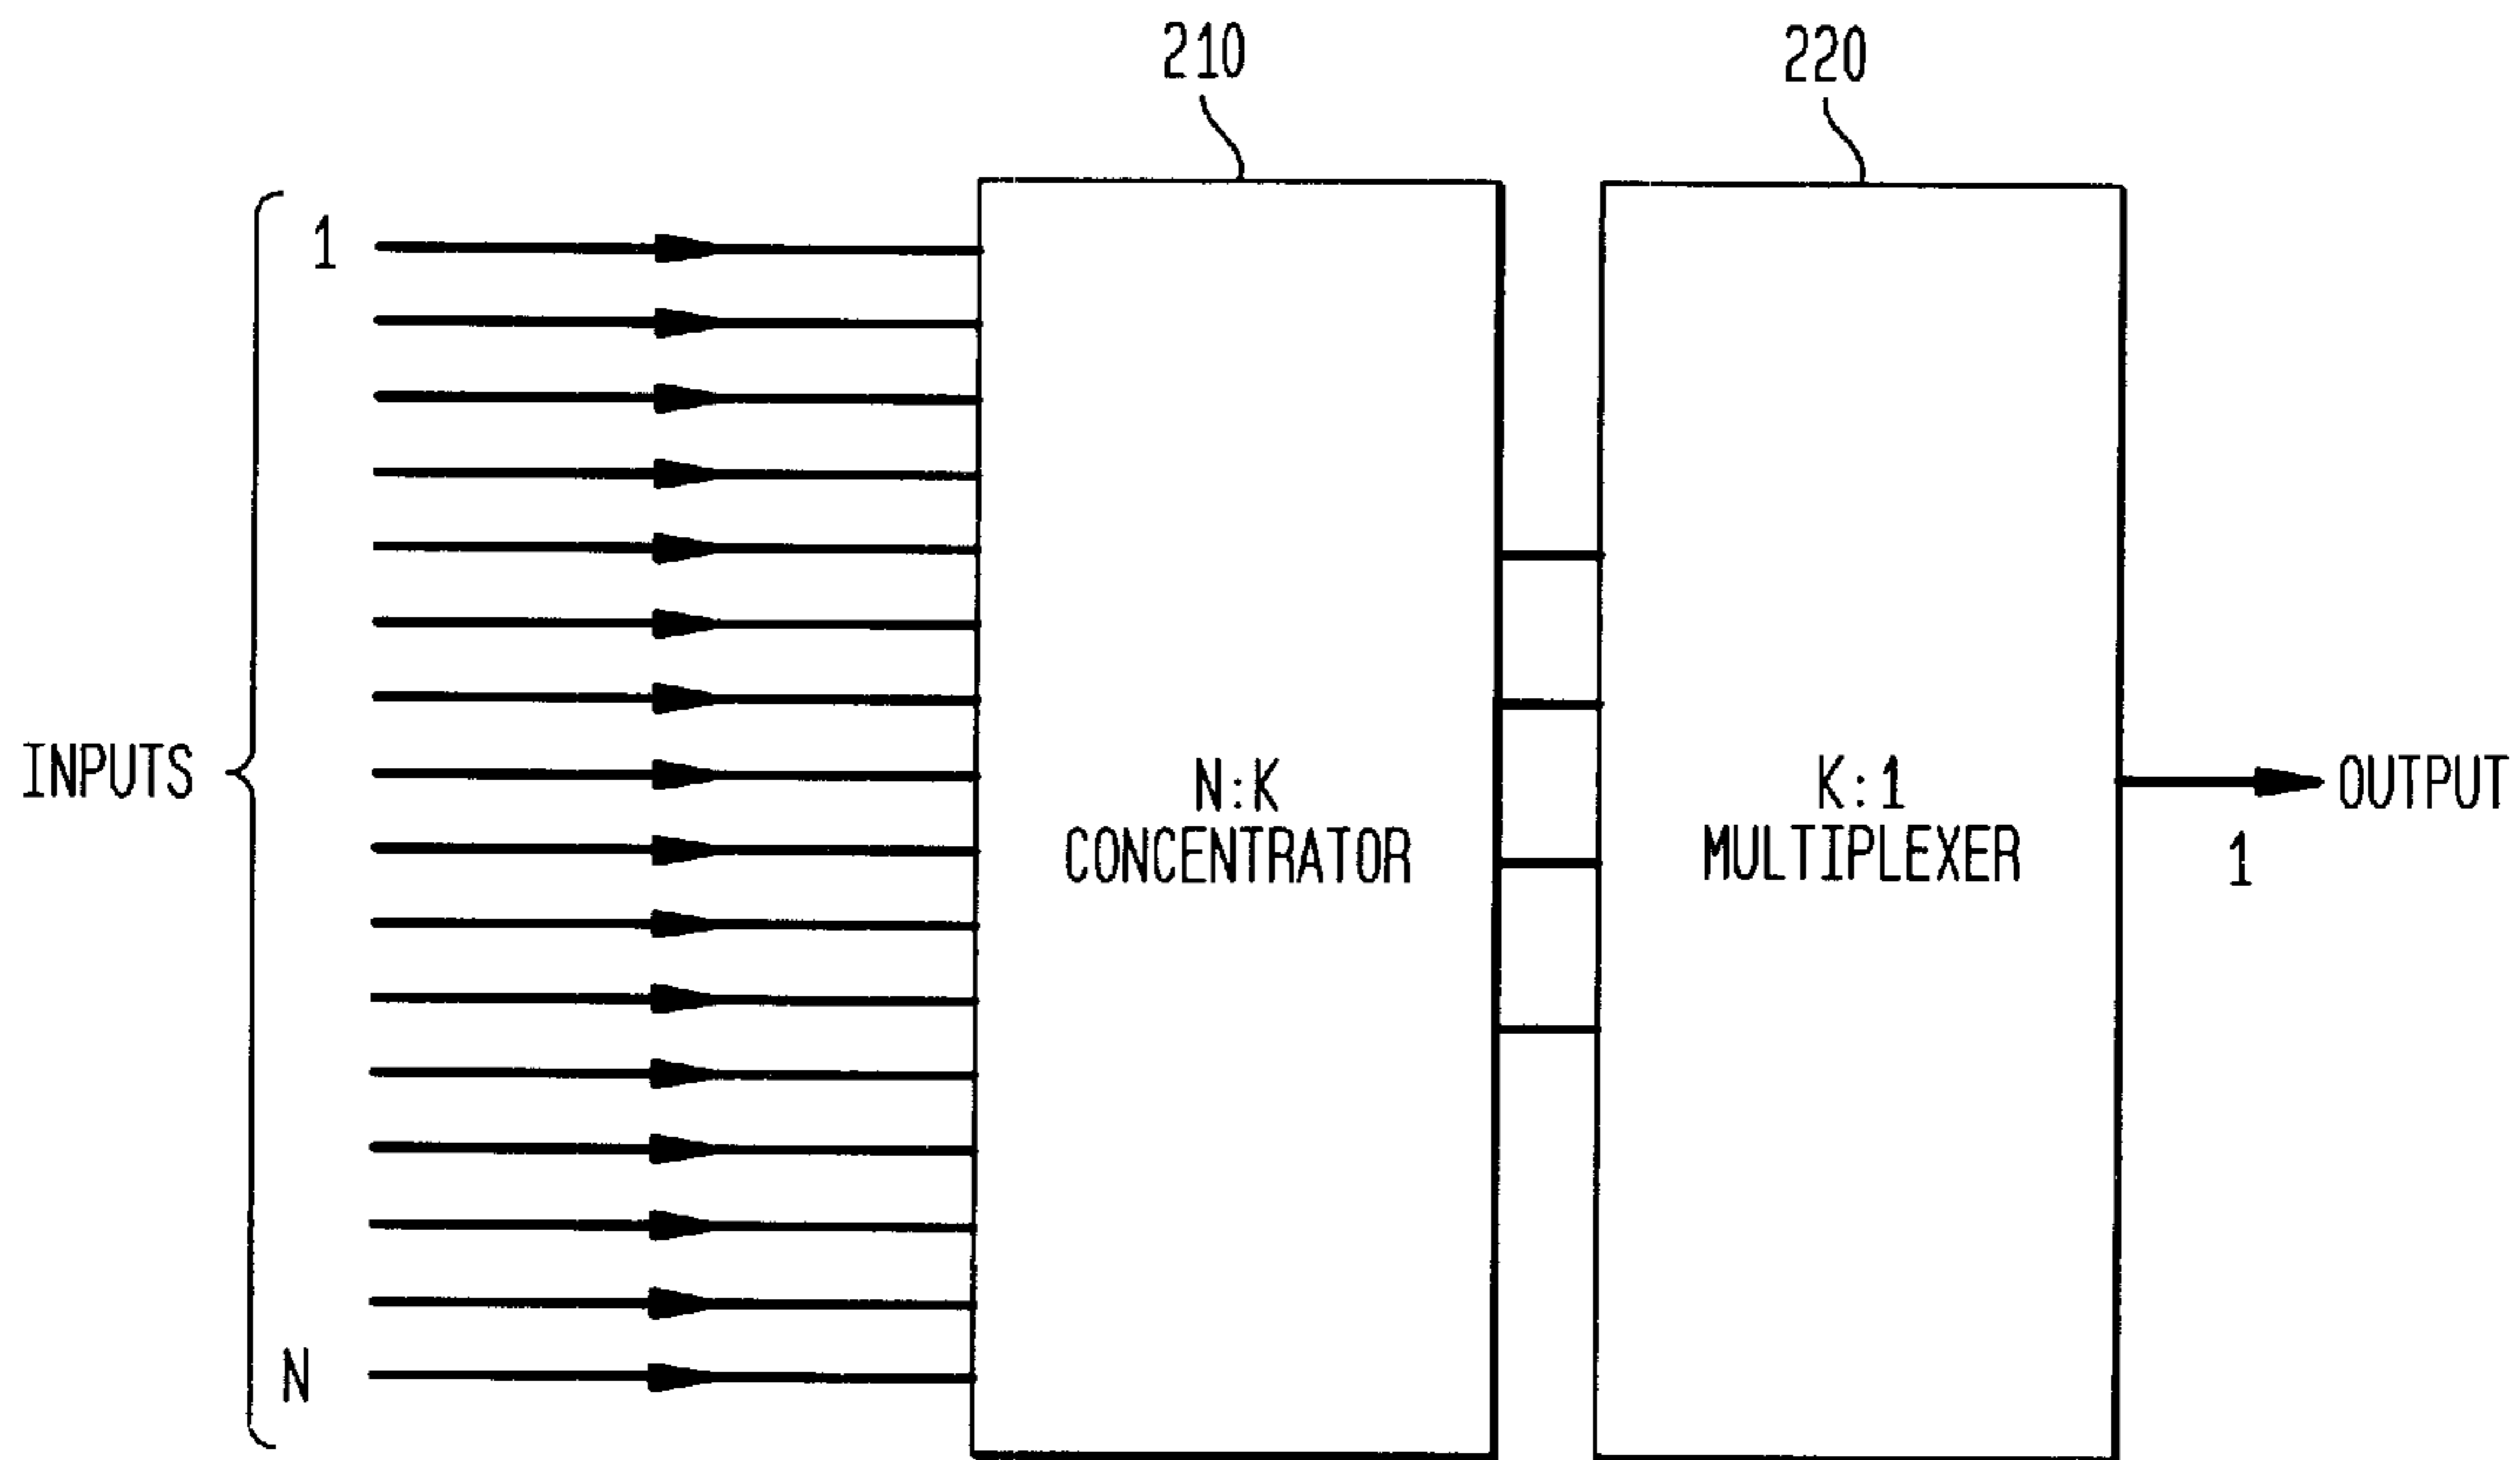 210
220
1
INPUTS
N
N:K
CONCENTRATOR
K:1
MULTIPLEXER
OUTPUT
1